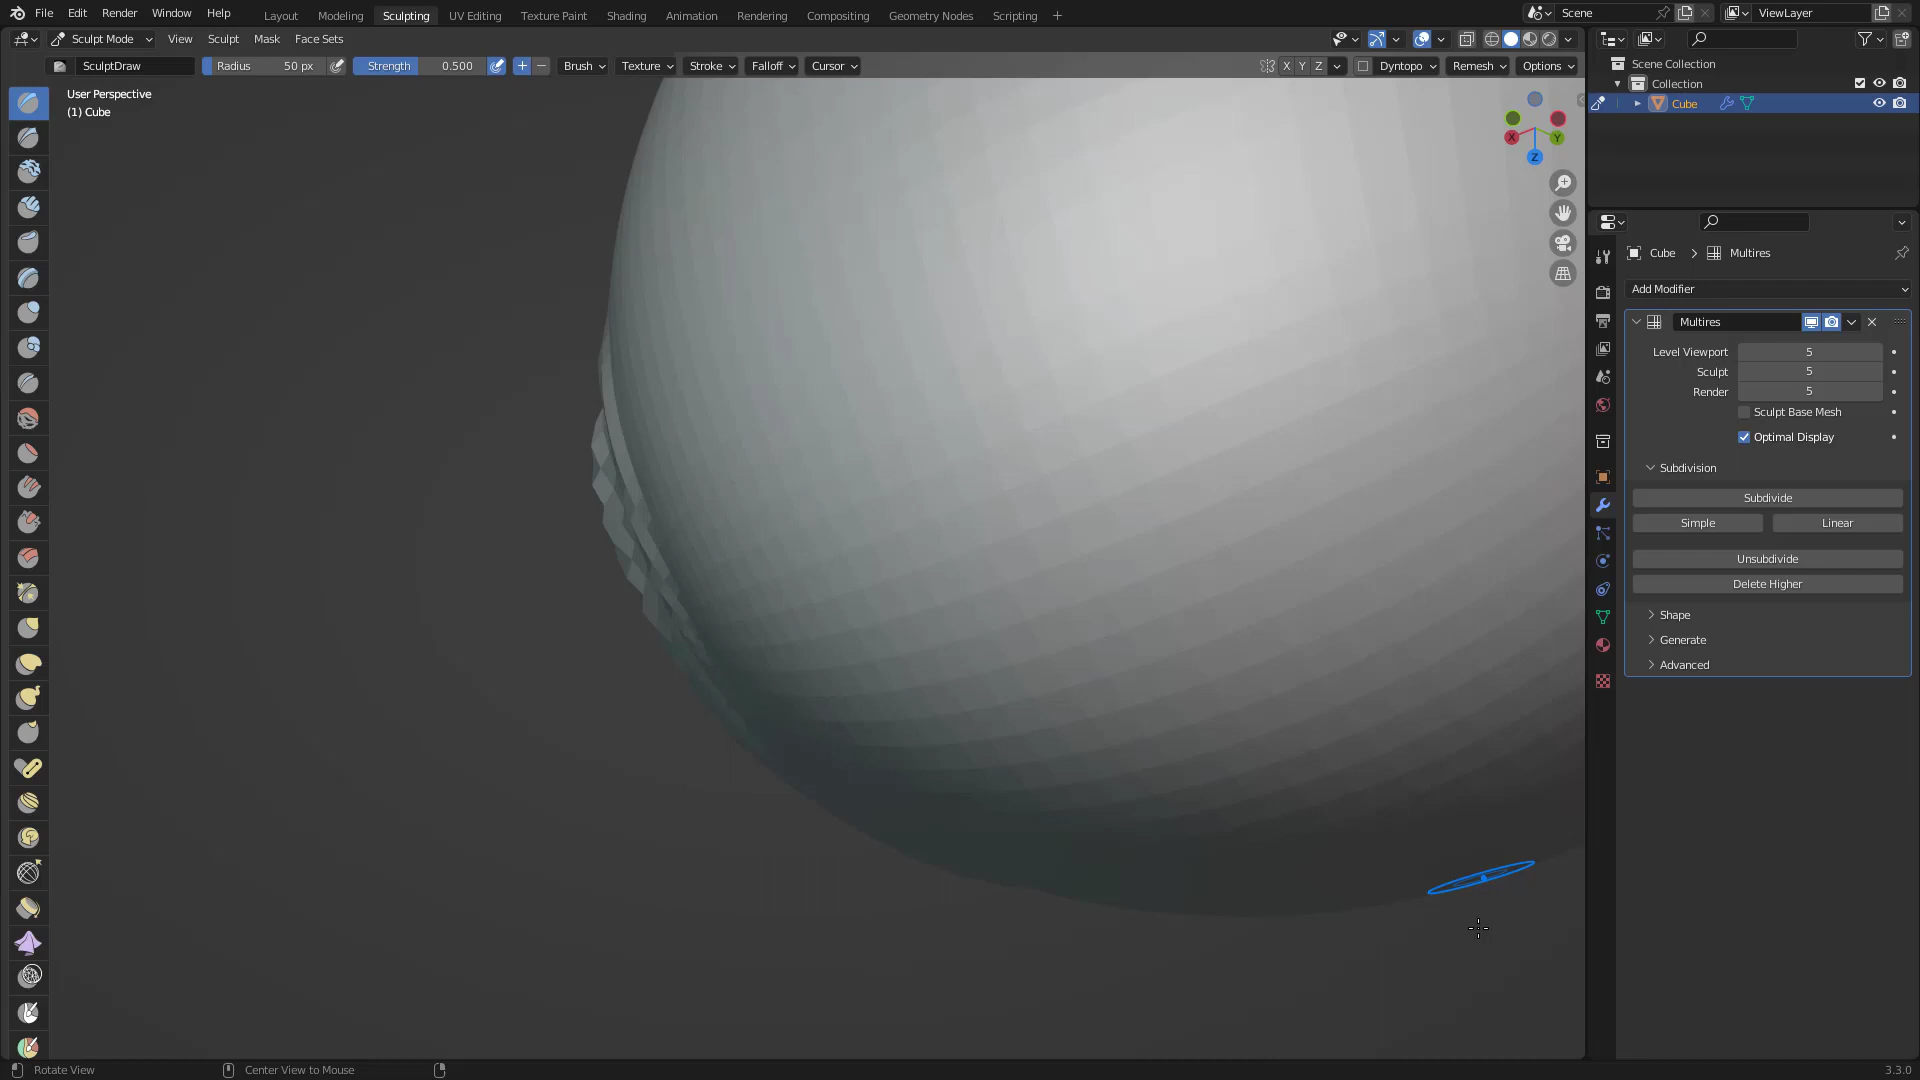 File Edit Render Window Help Layout Modeling Sculpting UV Editing Texture Paint Shading Animation Rendering Compositing Geometry Nodes Scripting + Scene ViewLayer
Sculpt Mode View Sculpt Mask Face Sets
SculptDraw Radius 50 px Strength 0.500 Brush Texture Stroke Falloff Cursor X Y Z Dyntopo Remesh Options
User Perspective
(1) Cube
X Y Z
Scene Collection
Collection
Cube
Cube > Multires
Add Modifier
Multires
Level Viewport 5
Sculpt 5
Render 5
Sculpt Base Mesh
Optimal Display
Subdivision
Subdivide
Simple Linear
Unsubdivide
Delete Higher
Shape
Generate
Advanced
Rotate View Center View to Mouse 3.3.0